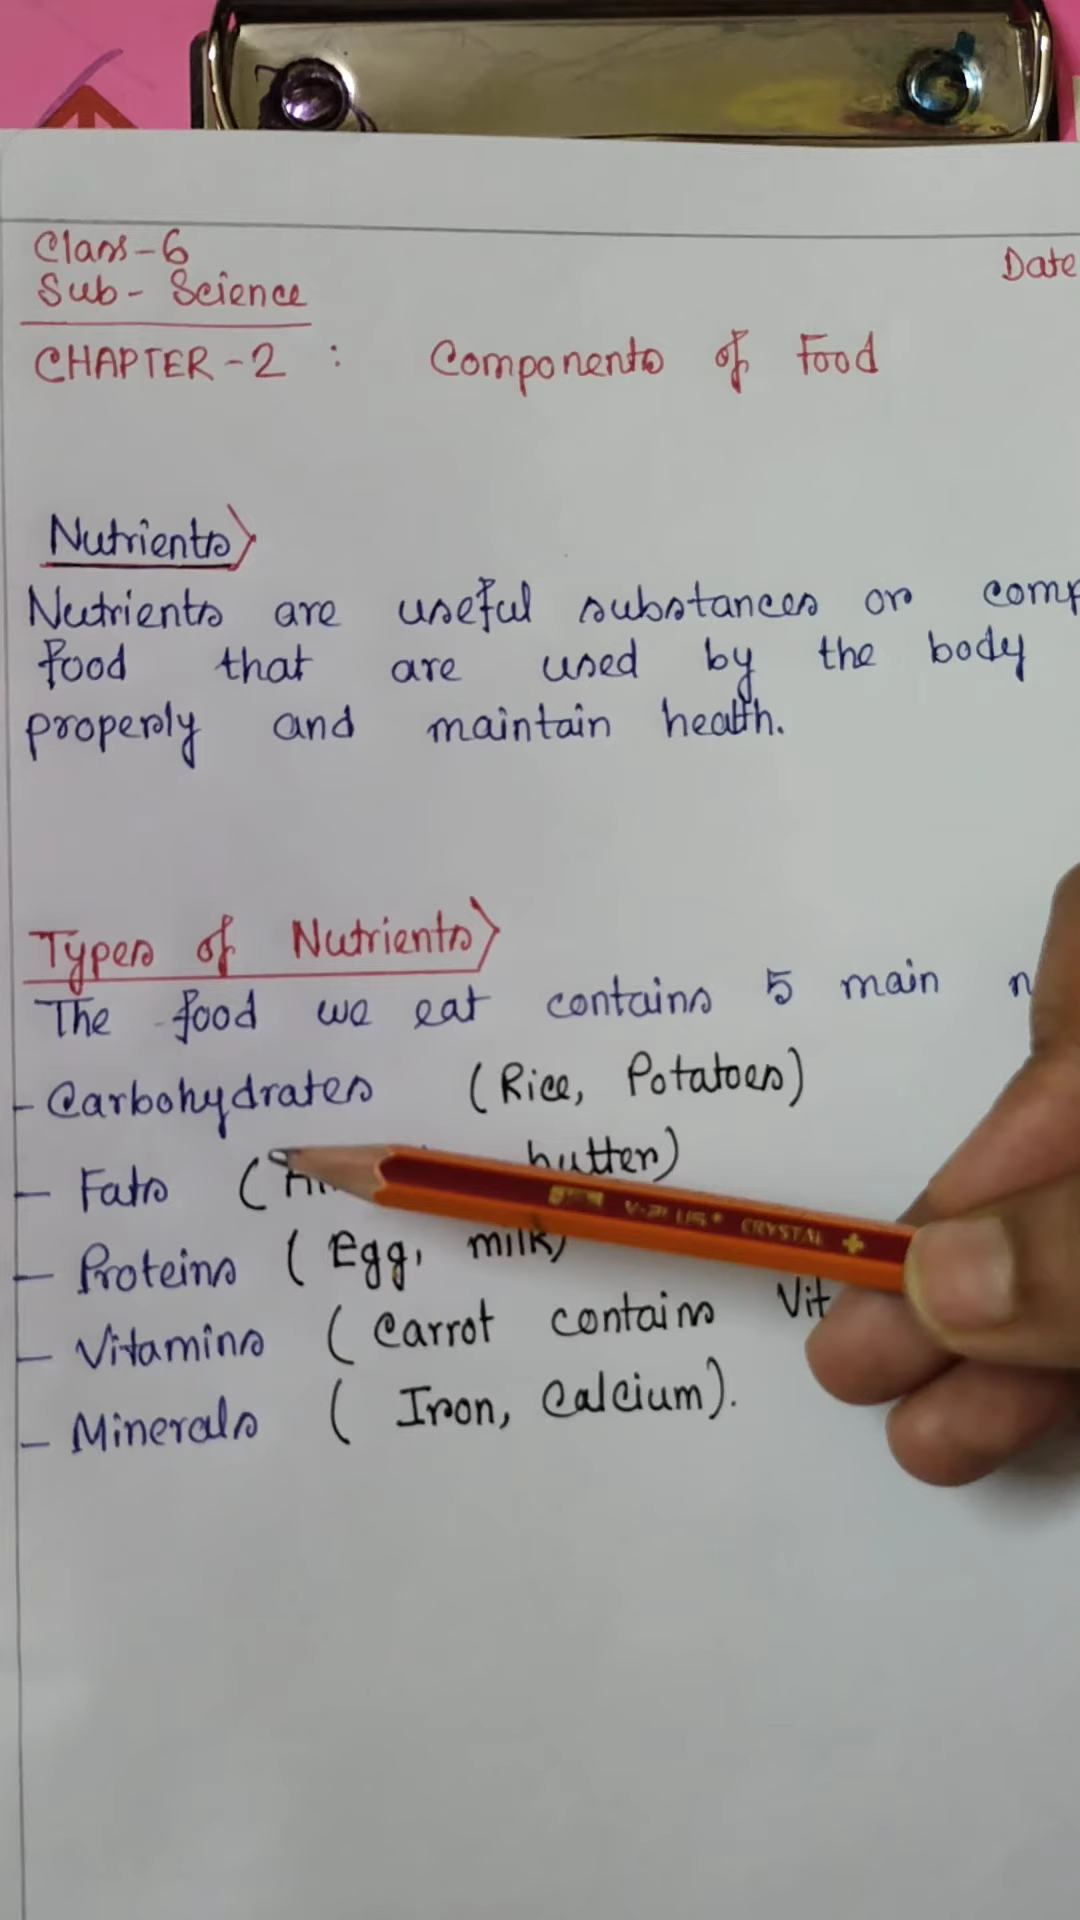 Class-6
Date
Sub- Science
CHAPTER-2 : Components of Food
Nutrients
Nutrients are useful substances or comp
food that are used by the body
properly and maintain health.
Types of Nutrients
The food we eat contains 5 main n
- Carbohydrates (Rice, Potatoes)
- Fats ( butter)
- Proteins ( Egg, milk)
- Vitamins ( Carrot contains Vit
- Minerals ( Iron, Calcium).
CRYSTAL